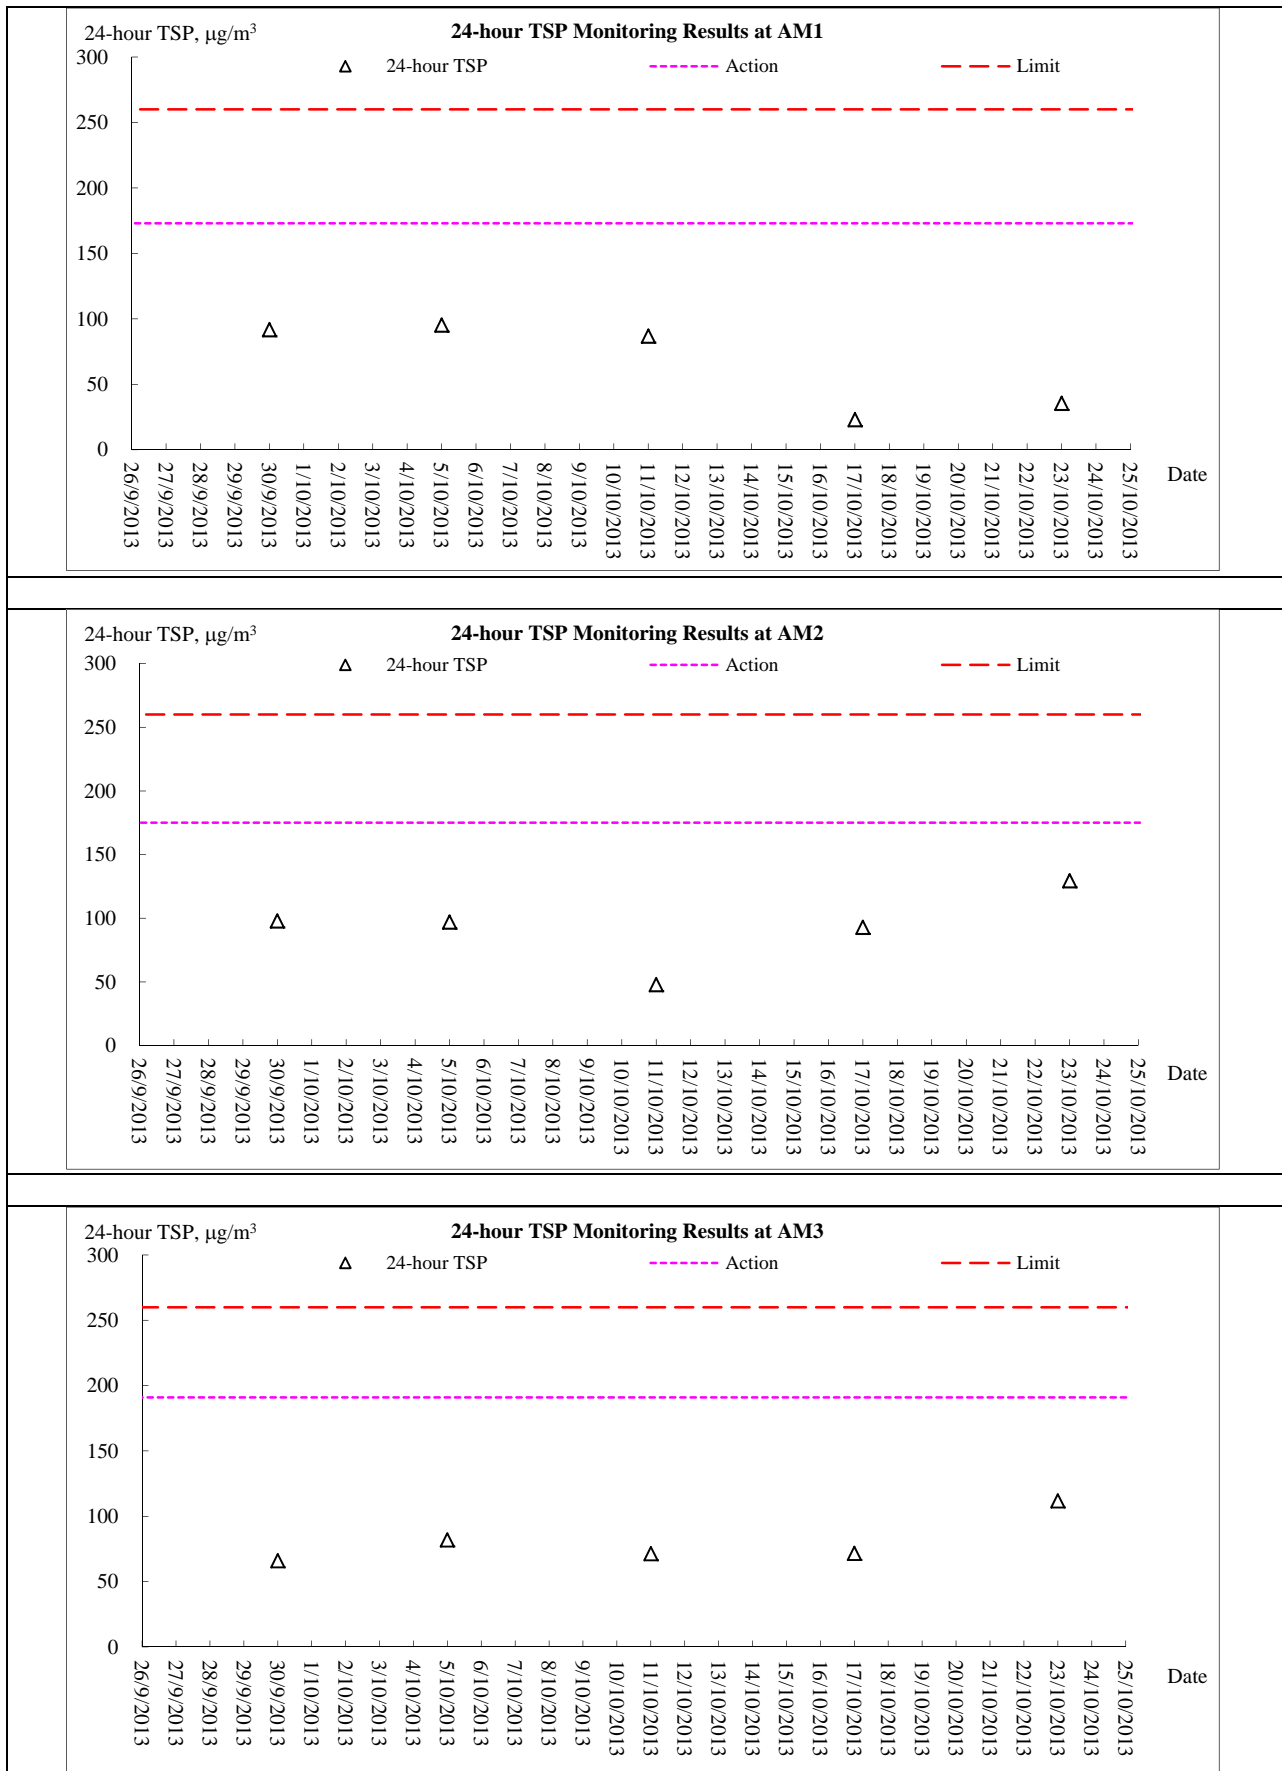 24-hour TSP, μg/m³ 24-hour TSP Monitoring Results at AM1
24-hour TSP Action Limit
300
250
200
150
100
50
0
26/9/2013 27/9/2013 28/9/2013 29/9/2013 30/9/2013 1/10/2013 2/10/2013 3/10/2013 4/10/2013 5/10/2013 6/10/2013 7/10/2013 8/10/2013 9/10/2013 10/10/2013 11/10/2013 12/10/2013 13/10/2013 14/10/2013 15/10/2013 16/10/2013 17/10/2013 18/10/2013 19/10/2013 20/10/2013 21/10/2013 22/10/2013 23/10/2013 24/10/2013 25/10/2013
Date
24-hour TSP, μg/m³ 24-hour TSP Monitoring Results at AM2
24-hour TSP Action Limit
300
250
200
150
100
50
0
26/9/2013 27/9/2013 28/9/2013 29/9/2013 30/9/2013 1/10/2013 2/10/2013 3/10/2013 4/10/2013 5/10/2013 6/10/2013 7/10/2013 8/10/2013 9/10/2013 10/10/2013 11/10/2013 12/10/2013 13/10/2013 14/10/2013 15/10/2013 16/10/2013 17/10/2013 18/10/2013 19/10/2013 20/10/2013 21/10/2013 22/10/2013 23/10/2013 24/10/2013 25/10/2013
Date
24-hour TSP, μg/m³ 24-hour TSP Monitoring Results at AM3
24-hour TSP Action Limit
300
250
200
150
100
50
0
26/9/2013 27/9/2013 28/9/2013 29/9/2013 30/9/2013 1/10/2013 2/10/2013 3/10/2013 4/10/2013 5/10/2013 6/10/2013 7/10/2013 8/10/2013 9/10/2013 10/10/2013 11/10/2013 12/10/2013 13/10/2013 14/10/2013 15/10/2013 16/10/2013 17/10/2013 18/10/2013 19/10/2013 20/10/2013 21/10/2013 22/10/2013 23/10/2013 24/10/2013 25/10/2013
Date